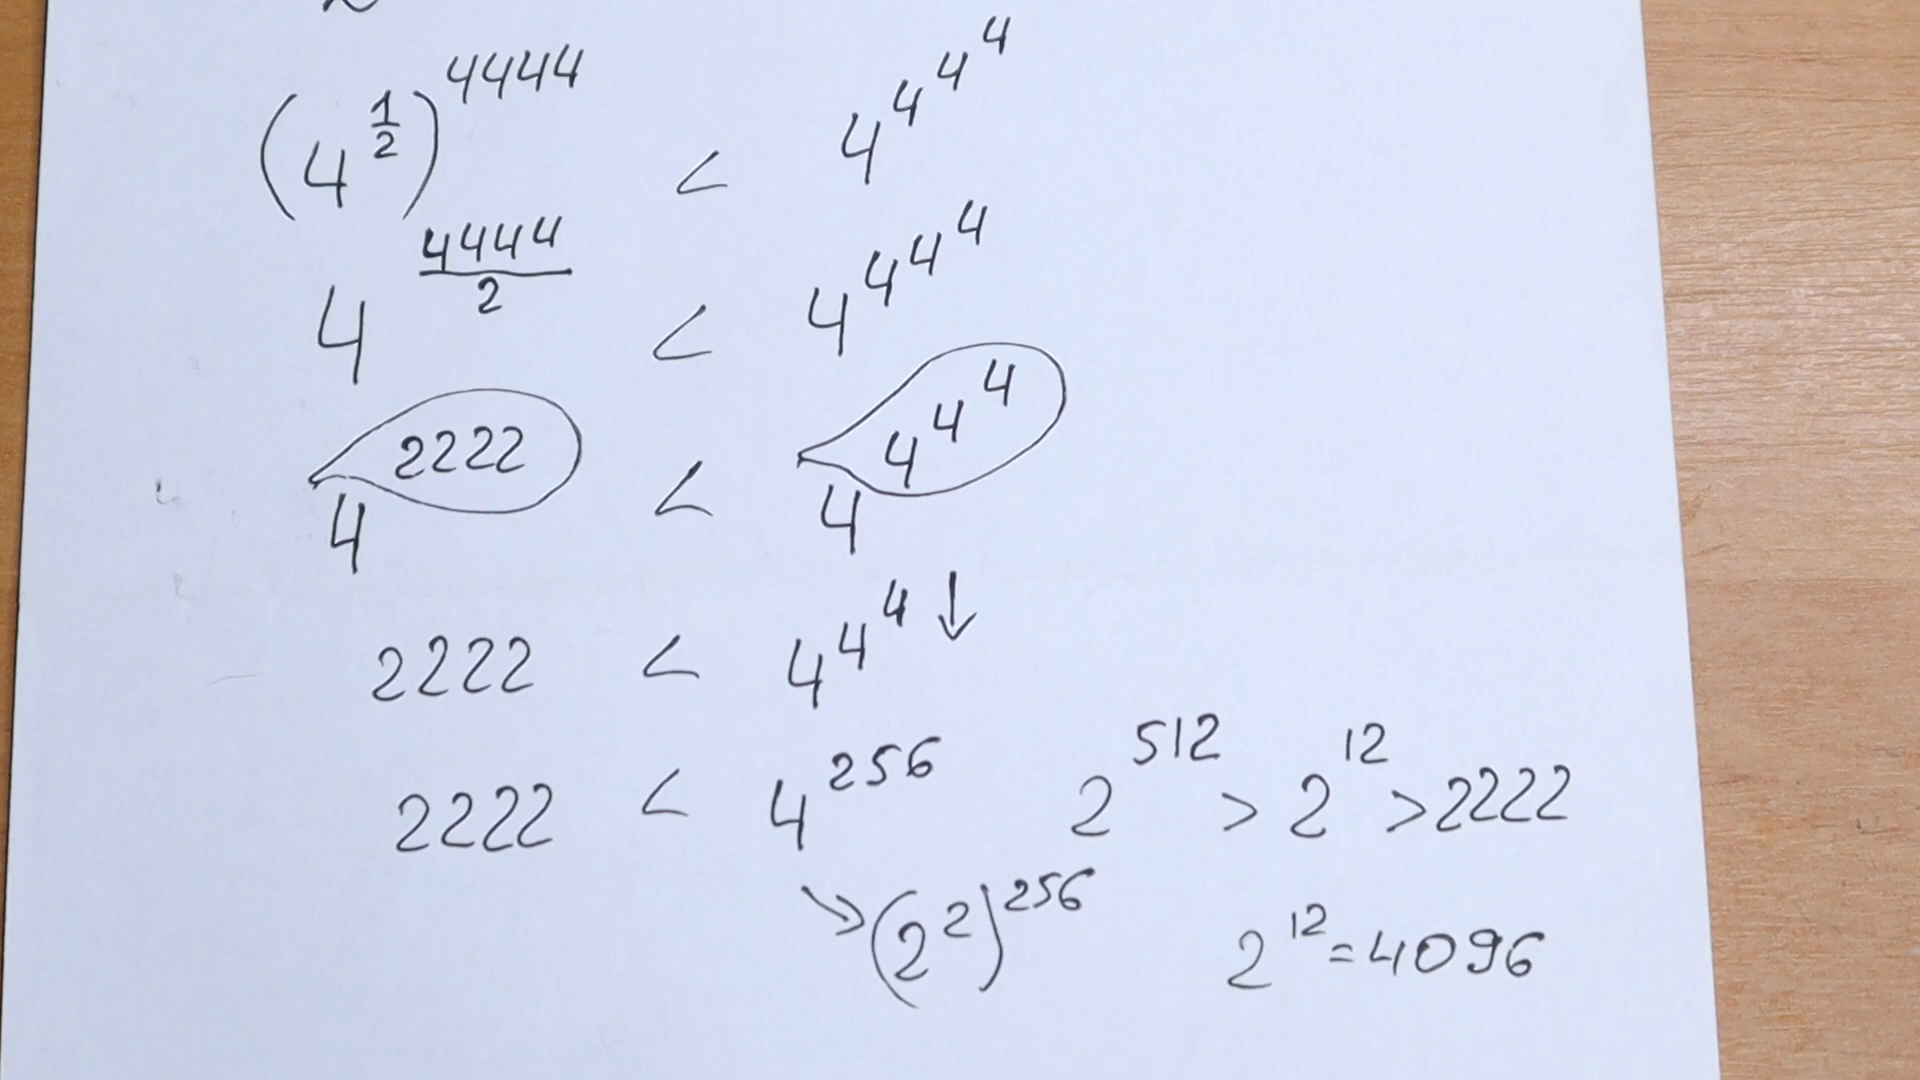 (4^{1/2})^{4444} < 4^{4^{4^{4}}}
4^{\frac{4444}{2}} < 4^{4^{4^{4}}}
4^{2222} < 4^{4^{4^{4}}}
2222 < 4^{4^{4}} ↓
2222 < 4^{256} 2^{512} > 2^{12} > 2222
→ (2^{2})^{256} 2^{12} = 4096